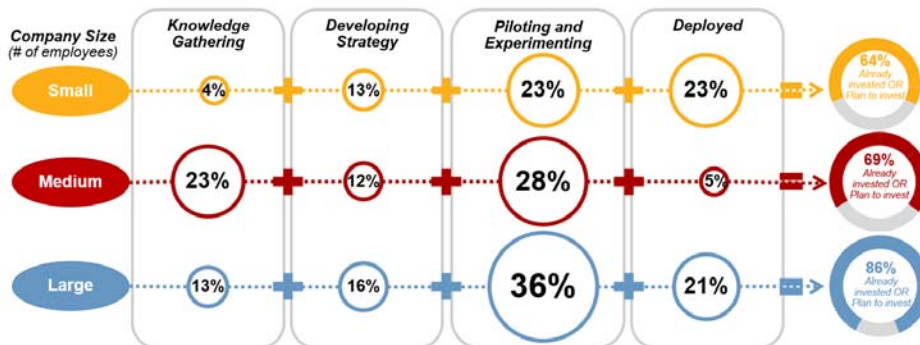 Company Size
(# of employees)
Knowledge
Gathering
Developing
Strategy
Piloting and
Experimenting
Deployed
Small
4%
13%
23%
23%
64%
Already
invested OR
Plan to invest
Medium
23%
12%
28%
5%
69%
Already
invested OR
Plan to invest
Large
13%
16%
36%
21%
86%
Already
invested OR
Plan to invest